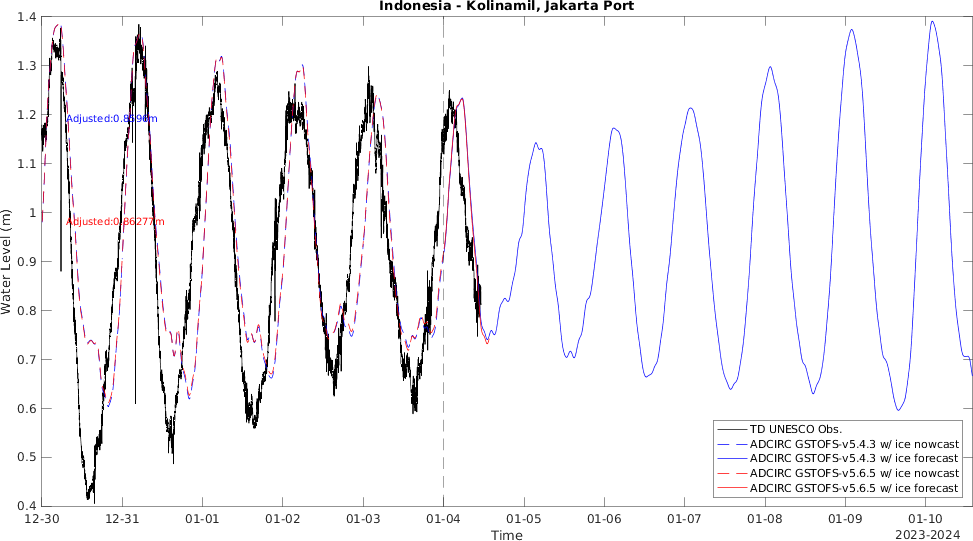 Indonesia - Kolinamil, Jakarta Port
Water Level (m)
1.4
1.3
1.2
1.1
1
0.9
0.8
0.7
0.6
0.5
0.4
Adjusted:0.8596m
Adjusted:0.86277m
TD UNESCO Obs.
ADCIRC GSTOFS-v5.4.3 w/ ice nowcast
ADCIRC GSTOFS-v5.4.3 w/ ice forecast
ADCIRC GSTOFS-v5.6.5 w/ ice nowcast
ADCIRC GSTOFS-v5.6.5 w/ ice forecast
12-30 12-31 01-01 01-02 01-03 01-04 01-05 01-06 01-07 01-08 01-09 01-10
Time
2023-2024